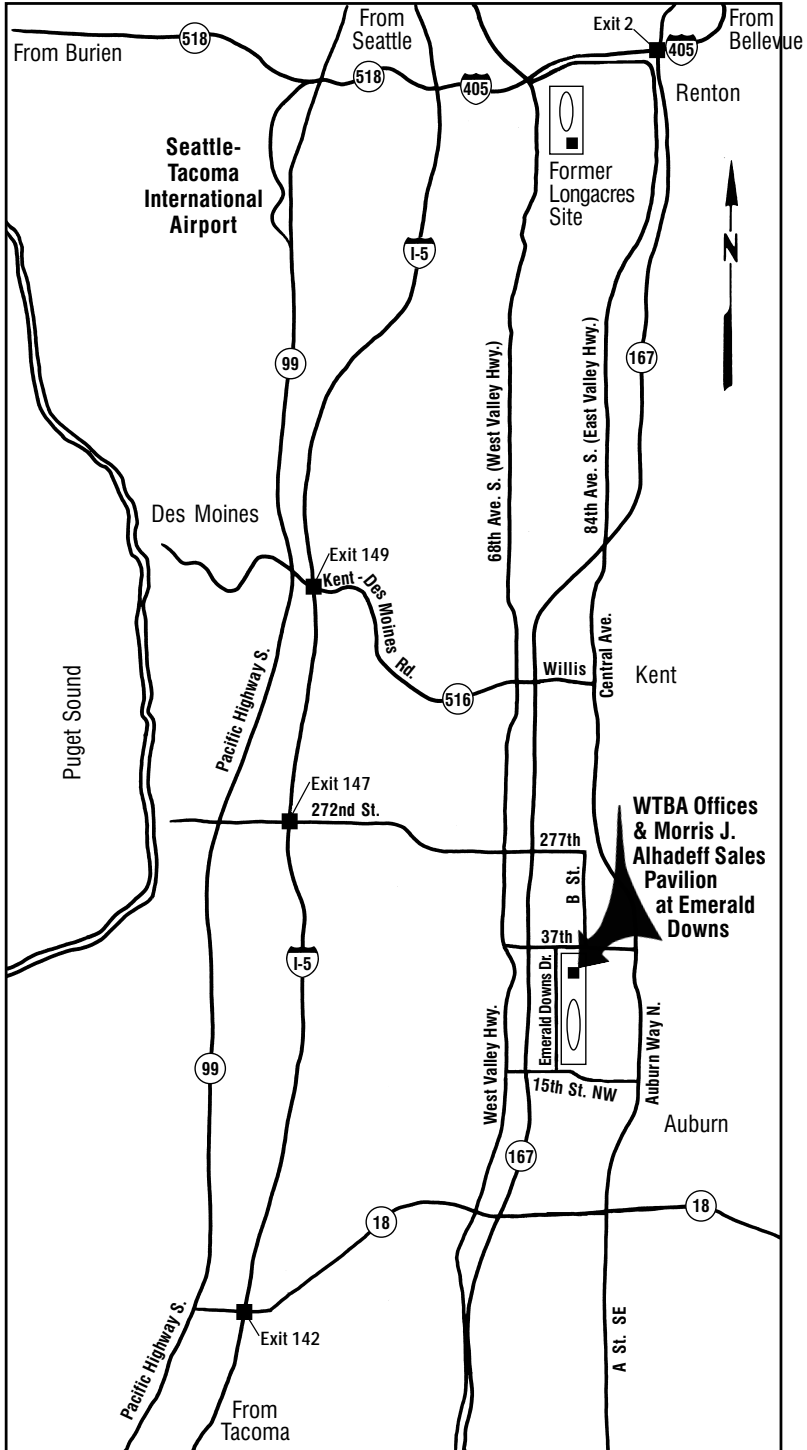 From Burien
518
From
Seattle
Exit 2
405
From
Bellevue
518
405
Renton
Seattle-
Tacoma
International
Airport
Former
Longacres
Site
N
I-5
99
167
68th Ave. S. (West Valley Hwy.)
84th Ave. S. (East Valley Hwy.)
Des Moines
Exit 149
Kent - Des Moines Rd.
516
Willis
Central Ave.
Kent
Puget Sound
Pacific Highway S.
Exit 147
272nd St.
277th
B St.
WTBA Offices
& Morris J.
Alhadeff Sales
Pavilion
at Emerald
Downs
37th
I-5
Emerald Downs Dr.
West Valley Hwy.
Auburn Way N.
99
15th St. NW
Auburn
167
18
18
Pacific Highway S.
Exit 142
A St. SE
From
Tacoma